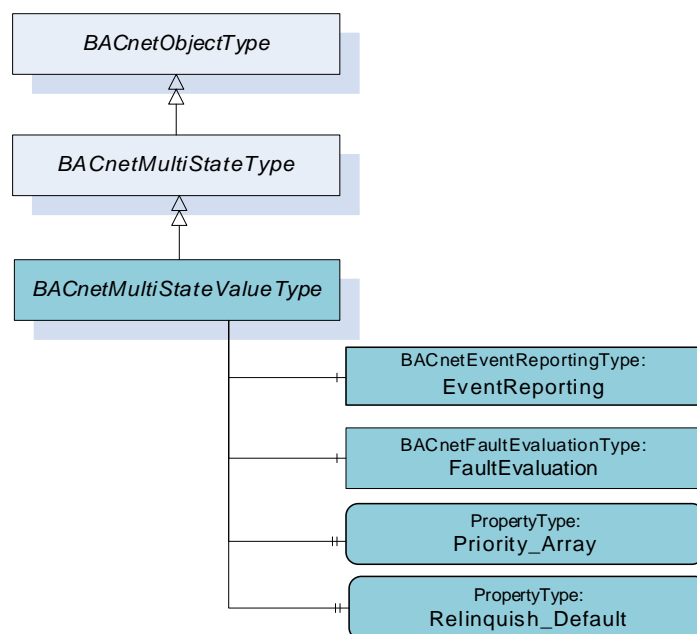 BACnetObjectType
BACnetMultiStateType
BACnetMultiStateValueType
BACnetEventReportingType:
EventReporting
BACnetFaultEvaluationType:
FaultEvaluation
PropertyType:
Priority_Array
PropertyType:
Relinquish_Default